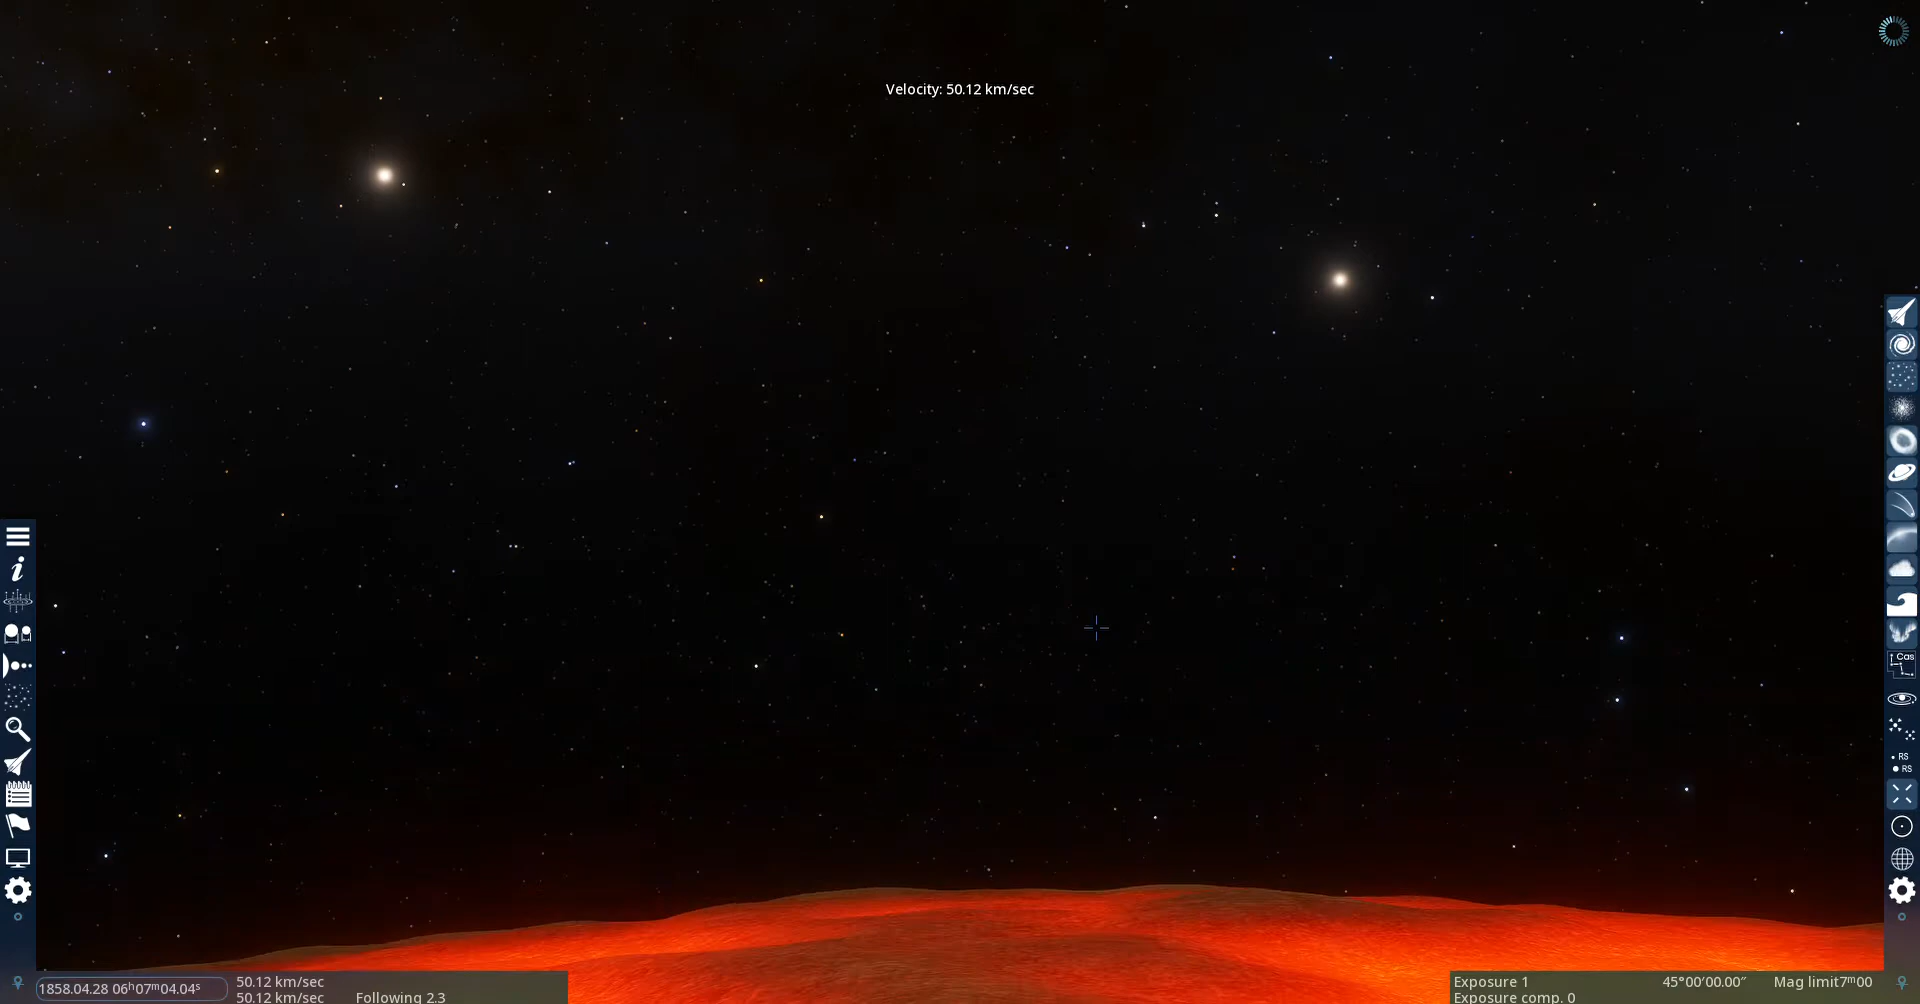 Velocity: 50.12 km/sec
Cas
RS
RS
1858.04.28 06ʰ07ᵐ04.04ˢ
50.12 km/sec
50.12 km/sec Following 2.3
Exposure 1 45°00′00.00″ Mag limit7ᵐ00
Exposure comp. 0